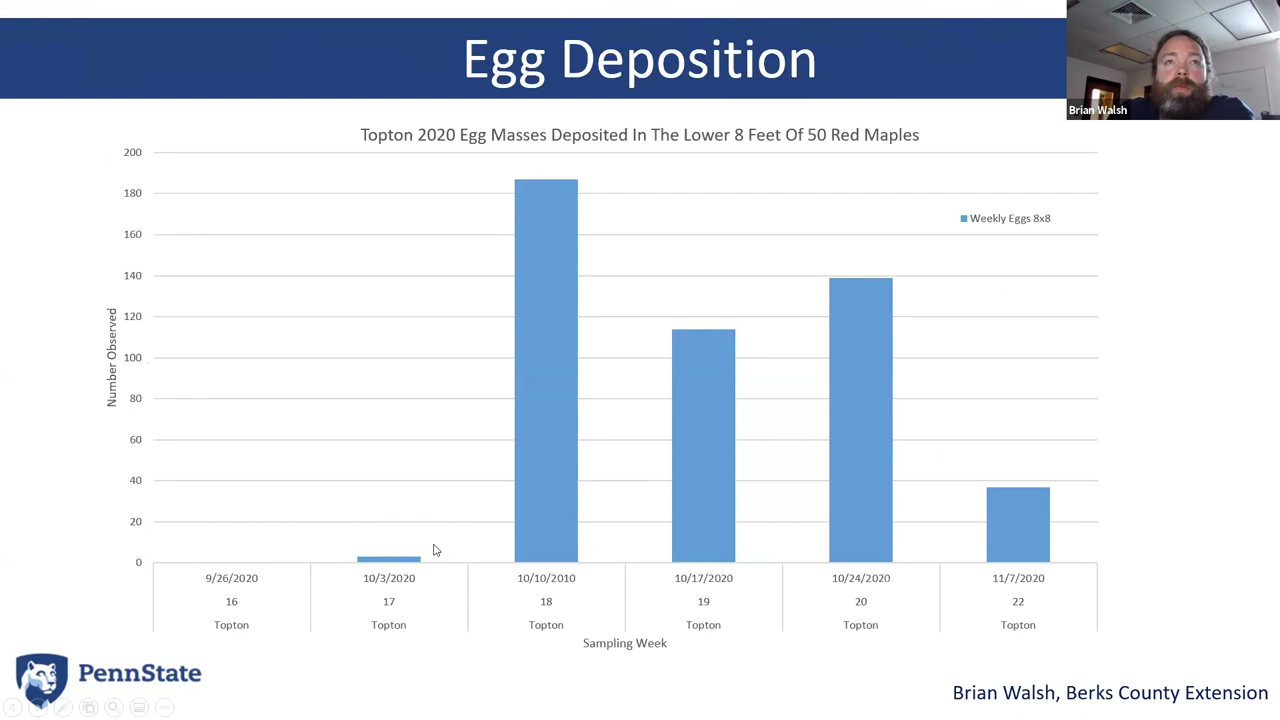 Egg Deposition
Brian Walsh
Topton 2020 Egg Masses Deposited In The Lower 8 Feet Of 50 Red Maples
200
180
160
140
120
100
80
60
40
20
0
Number Observed
Weekly Eggs 8x8
9/26/2020 10/3/2020 10/10/2010 10/17/2020 10/24/2020 11/7/2020
16 17 18 19 20 22
Topton Topton Topton Topton Topton Topton
Sampling Week
PennState
Brian Walsh, Berks County Extension